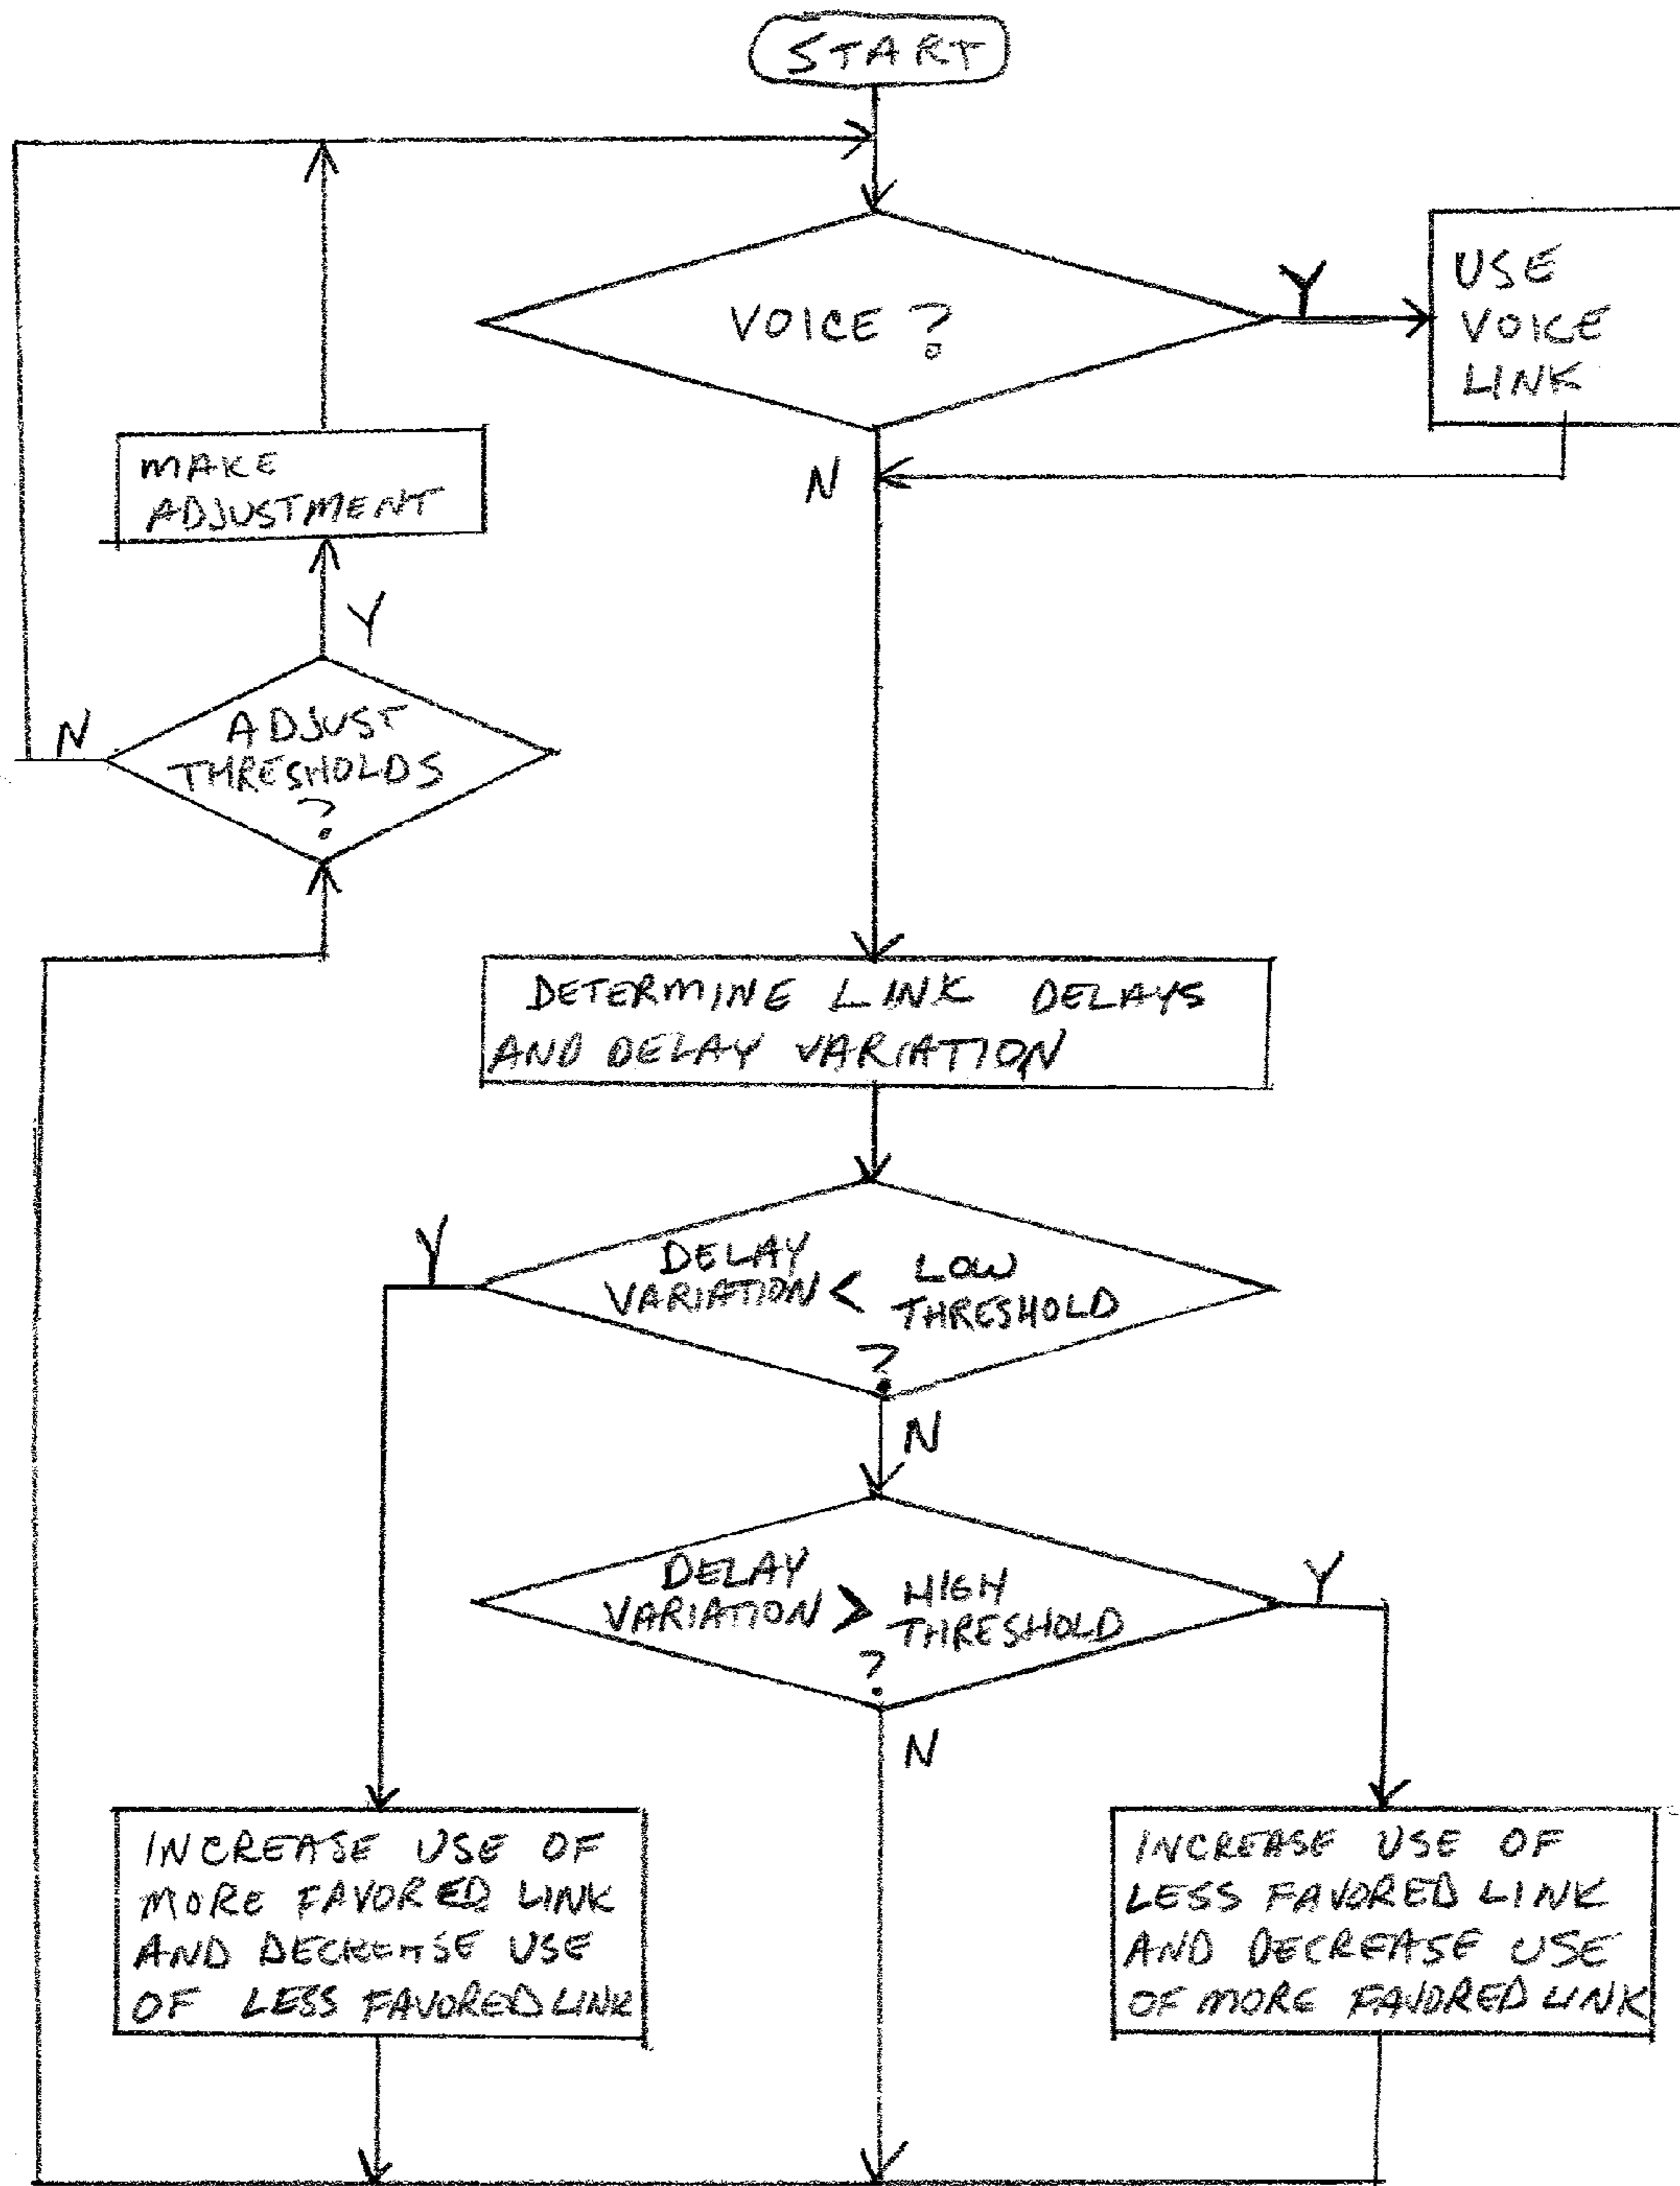 START
VOICE ?
Y
USE
VOICE
LINK
N
MAKE
ADJUSTMENT
Y
ADJUST
THRESHOLDS
?
N
DETERMINE LINK DELAYS
AND DELAY VARIATION
DELAY
VARIATION < LOW
THRESHOLD
?
Y
N
DELAY
VARIATION > HIGH
THRESHOLD
?
Y
N
INCREASE USE OF
MORE FAVORED LINK
AND DECREASE USE
OF LESS FAVORED LINK
INCREASE USE OF
LESS FAVORED LINK
AND DECREASE USE
OF MORE FAVORED LINK